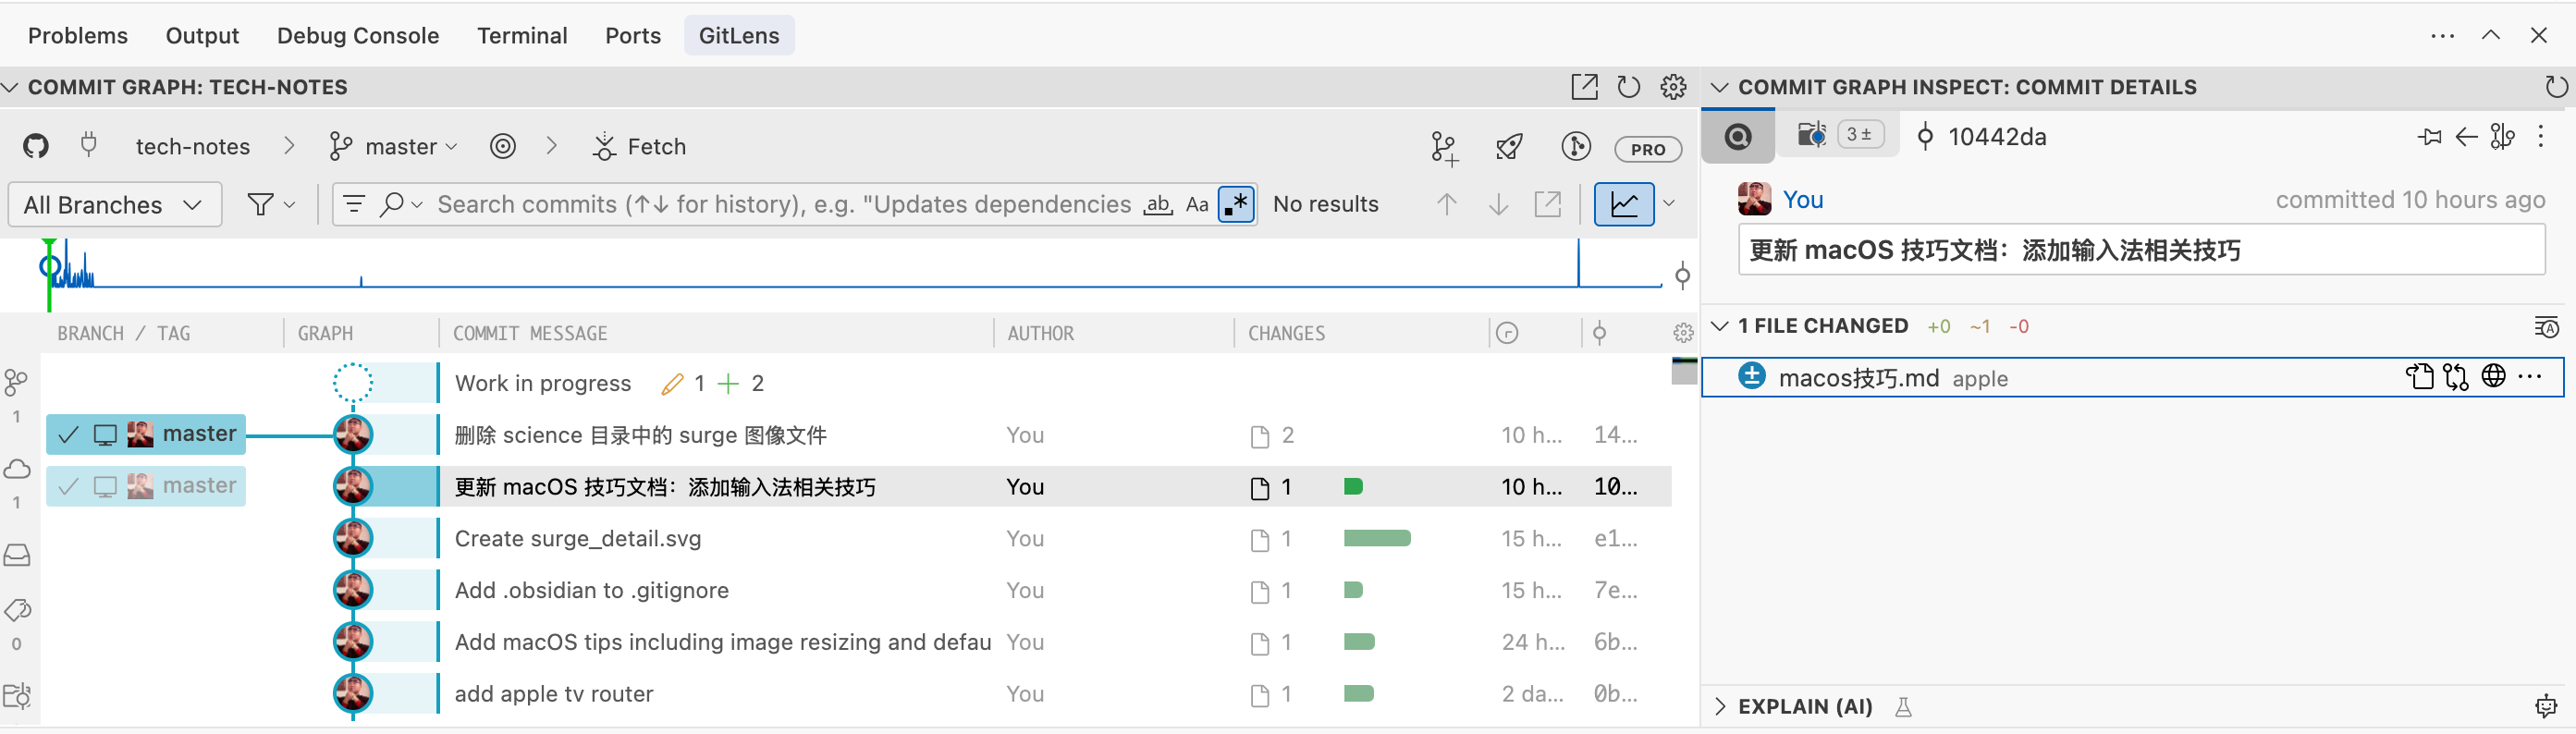 Problems Output Debug Console Terminal Ports GitLens
COMMIT GRAPH: TECH-NOTES
tech-notes master Fetch PRO
All Branches Search commits (↑↓ for history), e.g. "Updates dependencies ab Aa .* No results
BRANCH / TAG GRAPH COMMIT MESSAGE AUTHOR CHANGES
Work in progress 1 + 2
master 删除 science 目录中的 surge 图像文件 You 2 10 h... 14...
master 更新 macOS 技巧文档：添加输入法相关技巧 You 1 10 h... 10...
Create surge_detail.svg You 1 15 h... e1...
Add .obsidian to .gitignore You 1 15 h... 7e...
Add macOS tips including image resizing and defau You 1 24 h... 6b...
add apple tv router You 1 2 da... 0b...
1
1
0
COMMIT GRAPH INSPECT: COMMIT DETAILS
3 ± 10442da
You committed 10 hours ago
更新 macOS 技巧文档：添加输入法相关技巧
1 FILE CHANGED +0 ~1 -0
macos技巧.md apple
EXPLAIN (AI)